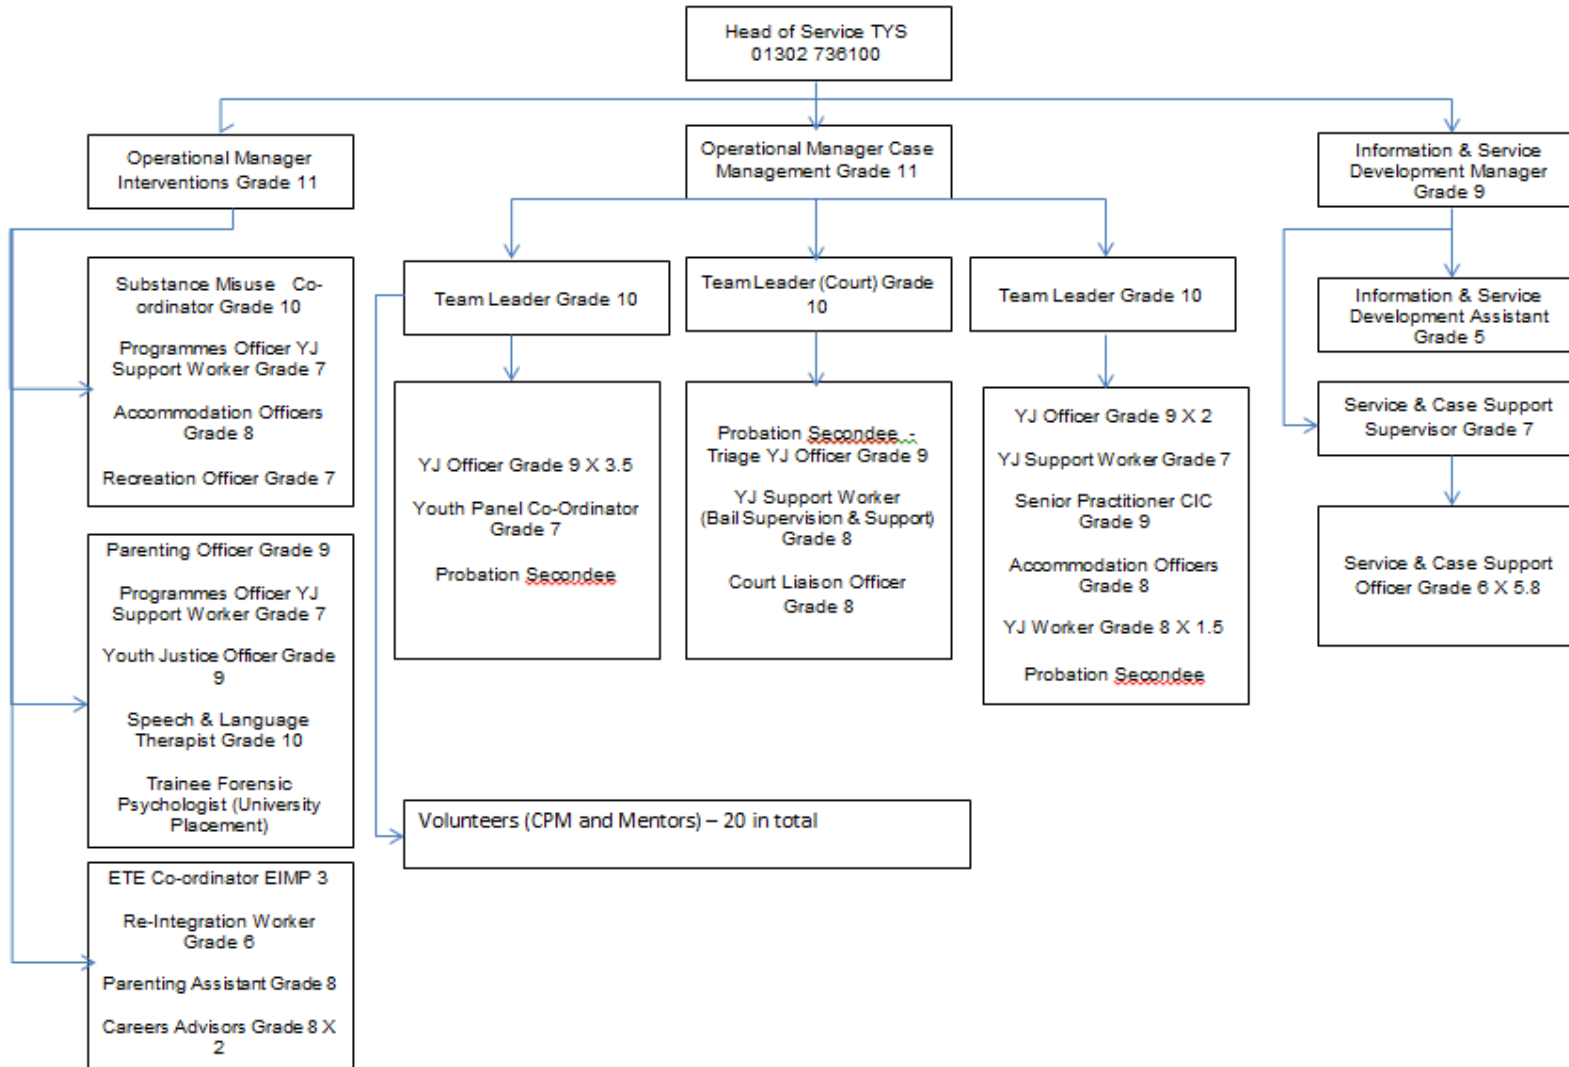 Head of Service TYS
01302 736100
Operational Manager
Interventions Grade 11
Operational Manager Case
Management Grade 11
Information & Service
Development Manager
Grade 9
Substance Misuse   Co-
ordinator Grade 10
Programmes Officer YJ
Support Worker Grade 7
Accommodation Officers
Grade 8
Recreation Officer Grade 7
Parenting Officer Grade 9
Programmes Officer YJ
Support Worker Grade 7
Youth Justice Officer Grade
9
Speech & Language
Therapist Grade 10
Trainee Forensic
Psychologist (University
Placement)
ETE Co-ordinator EIMP 3
Re-Integration Worker
Grade 6
Parenting Assistant Grade 8
Careers Advisors Grade 8 X
2
Team Leader Grade 10
YJ Officer Grade 9 X 3.5
Youth Panel Co-Ordinator
Grade 7
Probation Secondee
Volunteers (CPM and Mentors) – 20 in total
Team Leader (Court) Grade
10
Probation Secondee -
Triage YJ Officer Grade 9
YJ Support Worker
(Bail Supervision & Support)
Grade 8
Court Liaison Officer
Grade 8
Team Leader Grade 10
YJ Officer Grade 9 X 2
YJ Support Worker Grade 7
Senior Practitioner CIC
Grade 9
Accommodation Officers
Grade 8
YJ Worker Grade 8 X 1.5
Probation Secondee
Information & Service
Development Assistant
Grade 5
Service & Case Support
Supervisor Grade 7
Service & Case Support
Officer Grade 6 X 5.8